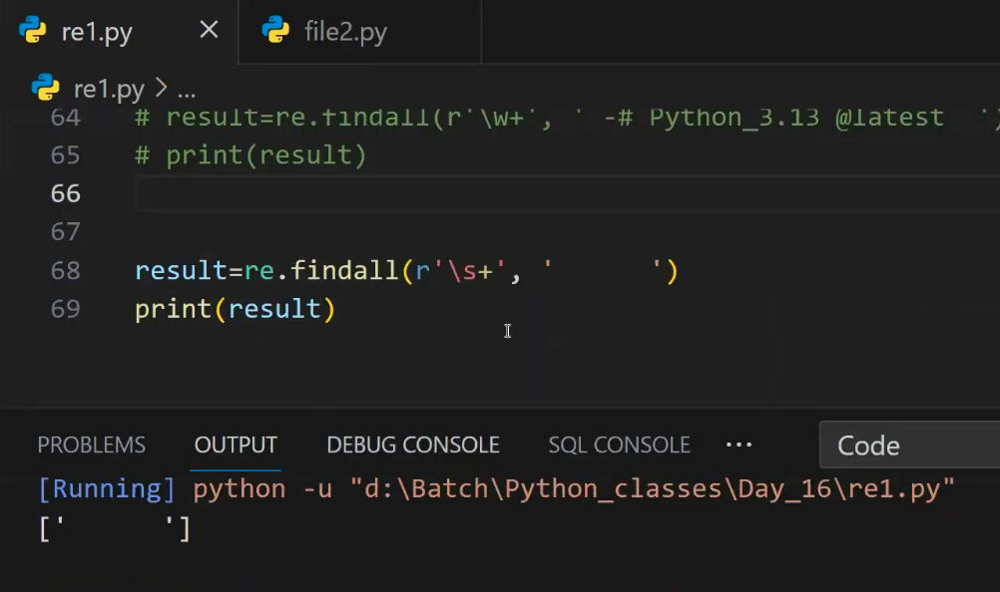 re1.py
file2.py
re1.py > ...
64 # result=re.findall(r'\w+', ' -# Python_3.13 @latest  ')
65 # print(result)
66
67
68 result=re.findall(r'\s+', '      ')
69 print(result)
PROBLEMS OUTPUT DEBUG CONSOLE SQL CONSOLE ... Code
[Running] python -u "d:\Batch\Python_classes\Day_16\re1.py"
['      ']